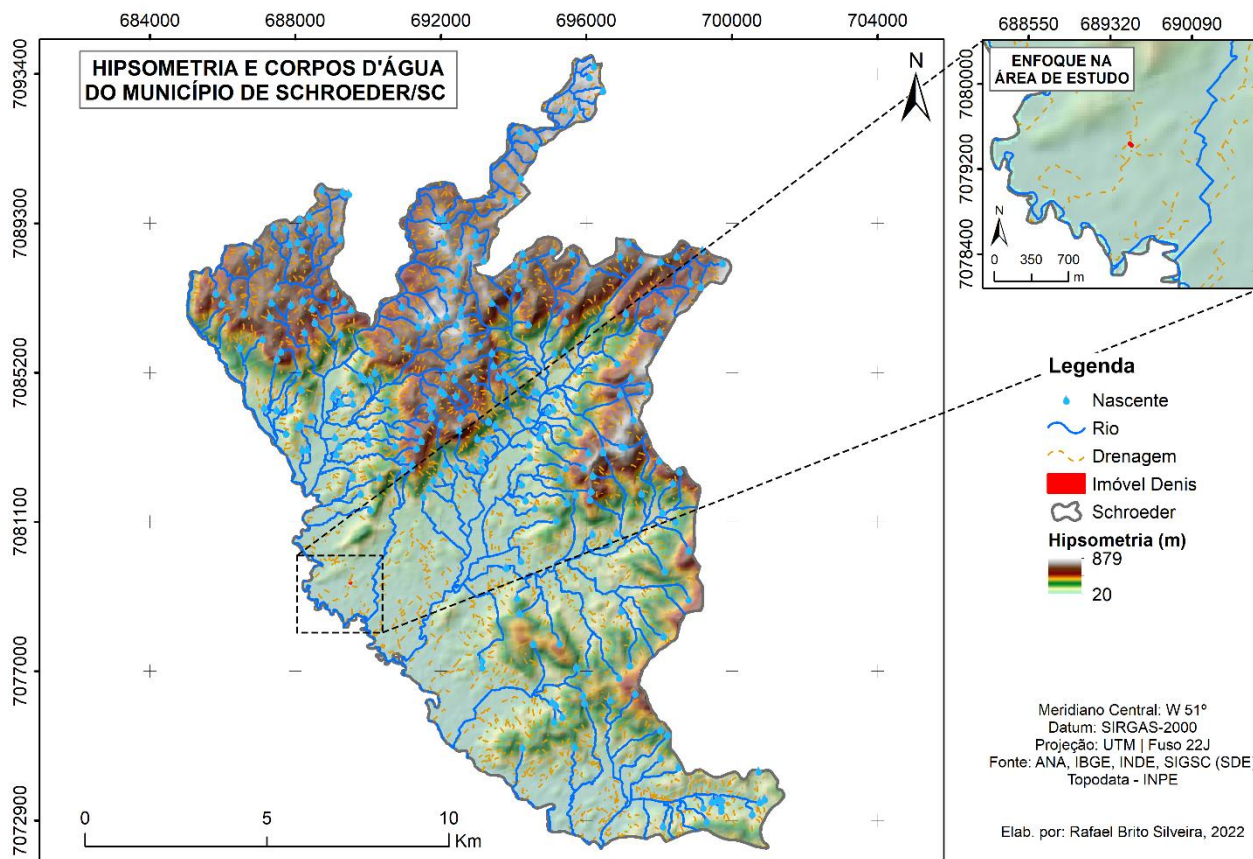 684000 688000 692000 696000 700000 704000
688550 689320 690090
HIPSOMETRIA E CORPOS D'ÁGUA
DO MUNICÍPIO DE SCHROEDER/SC
N
ENFOQUE NA
ÁREA DE ESTUDO
7093400
7089300
7085200
7081100
7077000
7072900
7080000
7079200
7078400
N
0 350 700
m
Legenda
Nascente
Rio
Drenagem
Imóvel Denis
Schroeder
Hipsometria (m)
879
20
Meridiano Central: W 51º
Datum: SIRGAS-2000
Projeção: UTM | Fuso 22J
Fonte: ANA, IBGE, INDE, SIGSC (SDE)
Topodata - INPE
Elab. por: Rafael Brito Silveira, 2022
0 5 10
Km